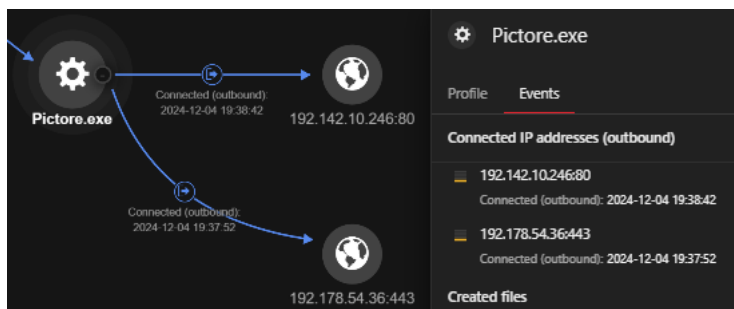 Pictore.exe
Connected (outbound):
2024-12-04 19:38:42
192.142.10.246:80
Connected (outbound):
2024-12-04 19:37:52
192.178.54.36:443
Pictore.exe
Profile
Events
Connected IP addresses (outbound)
192.142.10.246:80
Connected (outbound): 2024-12-04 19:38:42
192.178.54.36:443
Connected (outbound): 2024-12-04 19:37:52
Created files